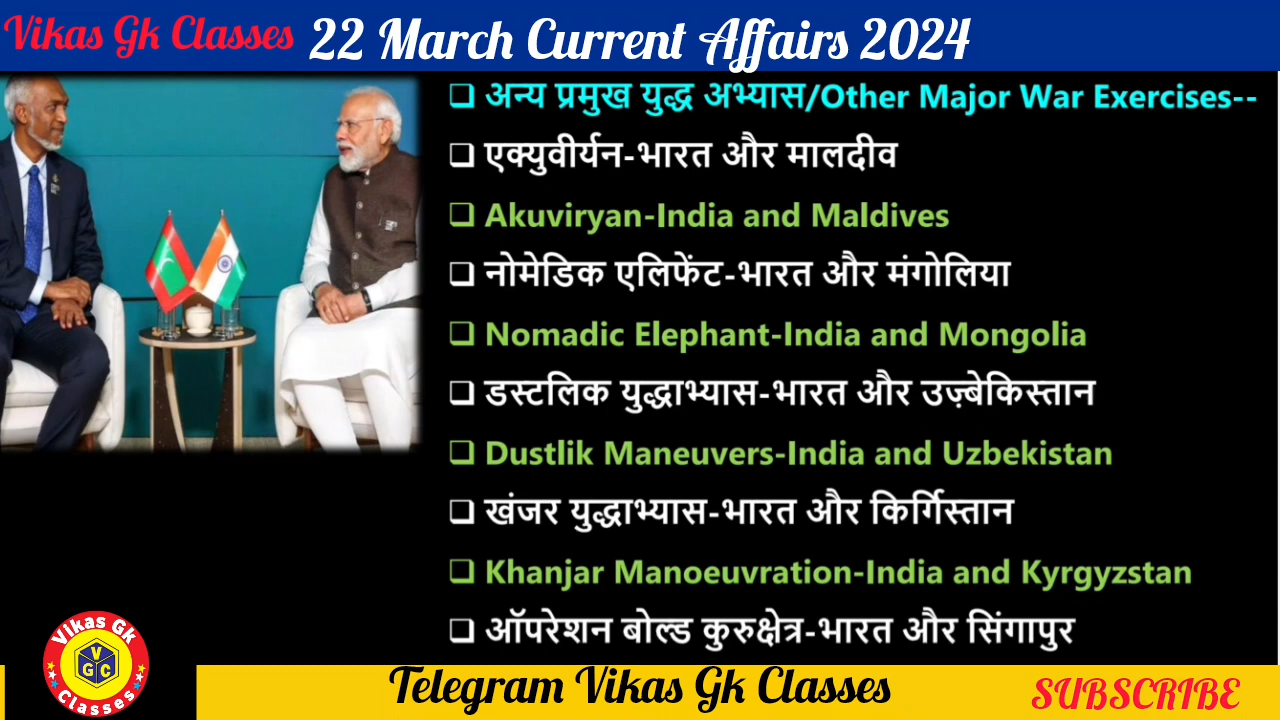 Vikas Gk Classes 22 March Current Affairs 2024
❑ अन्य प्रमुख युद्ध अभ्यास/Other Major War Exercises--
❑ एक्युवीर्यन-भारत और मालदीव
❑ Akuviryan-India and Maldives
❑ नोमेडिक एलिफेंट-भारत और मंगोलिया
❑ Nomadic Elephant-India and Mongolia
❑ डस्टलिक युद्धाभ्यास-भारत और उज़्बेकिस्तान
❑ Dustlik Maneuvers-India and Uzbekistan
❑ खंजर युद्धाभ्यास-भारत और किर्गिस्तान
❑ Khanjar Manoeuvration-India and Kyrgyzstan
❑ ऑपरेशन बोल्ड कुरुक्षेत्र-भारत और सिंगापुर
Vikas Gk
V
G C
Classes
Telegram Vikas Gk Classes
SUBSCRIBE